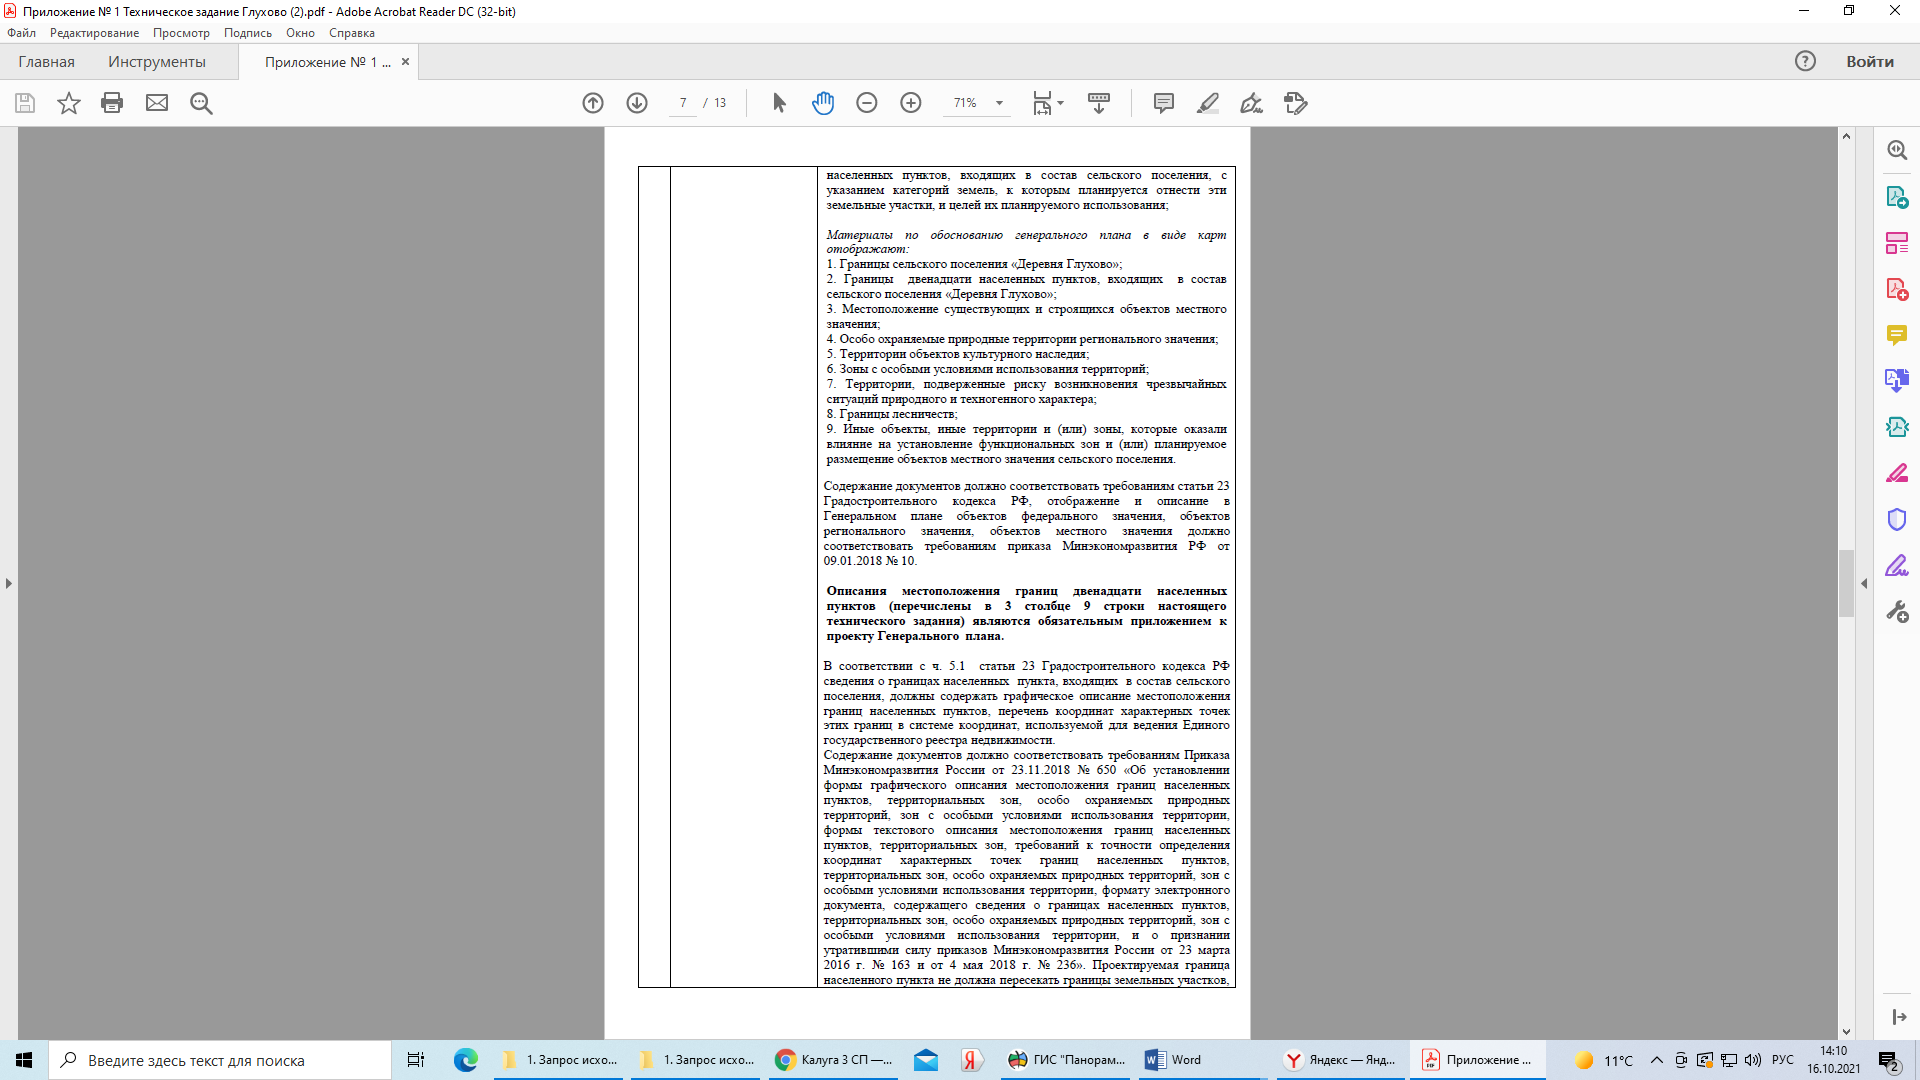 Приложение № 1 Техническое задание Глухово (2).pdf - Adobe Acrobat Reader DC (32-bit)
Файл Редактирование Просмотр Подпись Окно Справка
Главная Инструменты Приложение № 1 ... × Войти
7 / 13 71%
населенных пунктов, входящих в состав сельского поселения, с
указанием категорий земель, к которым планируется отнести эти
земельные участки, и целей их планируемого использования;
Материалы по обоснованию генерального плана в виде карт
отображают:
1. Границы сельского поселения «Деревня Глухово»;
2. Границы двенадцати населенных пунктов, входящих в состав
сельского поселения «Деревня Глухово»;
3. Местоположение существующих и строящихся объектов местного
значения;
4. Особо охраняемые природные территории регионального значения;
5. Территории объектов культурного наследия;
6. Зоны с особыми условиями использования территорий;
7. Территории, подверженные риску возникновения чрезвычайных
ситуаций природного и техногенного характера;
8. Границы лесничеств;
9. Иные объекты, иные территории и (или) зоны, которые оказали
влияние на установление функциональных зон и (или) планируемое
размещение объектов местного значения сельского поселения.
Содержание документов должно соответствовать требованиям статьи 23
Градостроительного кодекса РФ, отображение и описание в
Генеральном плане объектов федерального значения, объектов
регионального значения, объектов местного значения должно
соответствовать требованиям приказа Минэкономразвития РФ от
09.01.2018 № 10.
Описания местоположения границ двенадцати населенных
пунктов (перечислены в 3 столбце 9 строки настоящего
технического задания) являются обязательным приложением к
проекту Генерального плана.
В соответствии с ч. 5.1 статьи 23 Градостроительного кодекса РФ
сведения о границах населенных пункта, входящих в состав сельского
поселения, должны содержать графическое описание местоположения
границ населенных пунктов, перечень координат характерных точек
этих границ в системе координат, используемой для ведения Единого
государственного реестра недвижимости.
Содержание документов должно соответствовать требованиям Приказа
Минэкономразвития России от 23.11.2018 № 650 «Об установлении
формы графического описания местоположения границ населенных
пунктов, территориальных зон, особо охраняемых природных
территорий, зон с особыми условиями использования территории,
формы текстового описания местоположения границ населенных
пунктов, территориальных зон, требований к точности определения
координат характерных точек границ населенных пунктов,
территориальных зон, особо охраняемых природных территорий, зон с
особыми условиями использования территории, формату электронного
документа, содержащего сведения о границах населенных пунктов,
территориальных зон, особо охраняемых природных территорий, зон с
особыми условиями использования территории, и о признании
утратившими силу приказов Минэкономразвития России от 23 марта
2016 г. № 163 и от 4 мая 2018 г. № 236». Проектируемая граница
населенного пункта не должна пересекать границы земельных участков,
Введите здесь текст для поиска 1. Запрос исхо... 1. Запрос исхо... Калуга 3 СП —... ГИС "Панорам... Word Яндекс — Янд... Приложение ... 11°C РУС 14:10
16.10.2021 2